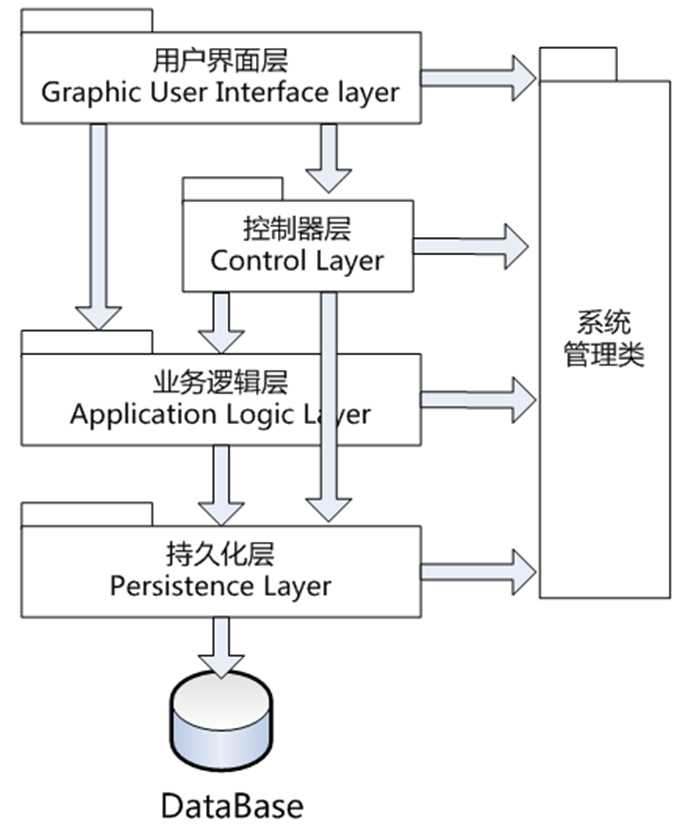 用户界面层
Graphic User Interface layer
控制器层
Control Layer
系统
管理类
业务逻辑层
Application Logic Layer
持久化层
Persistence Layer
DataBase